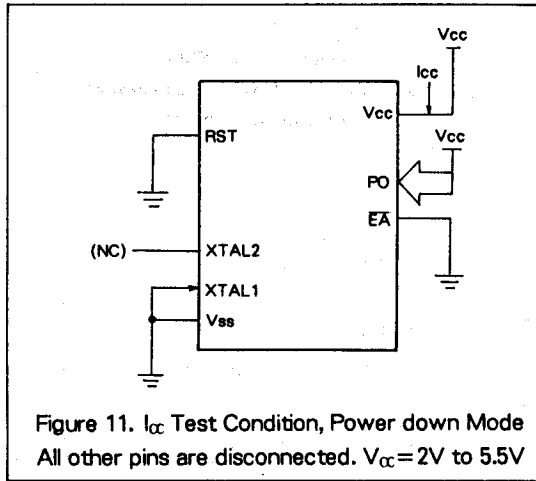 Vcc
Icc
Vcc
RST
Vcc
PO
EA
(NC)
XTAL2
XTAL1
Vss
Figure 11. Icc Test Condition, Power down Mode
All other pins are disconnected. Vcc=2V to 5.5V